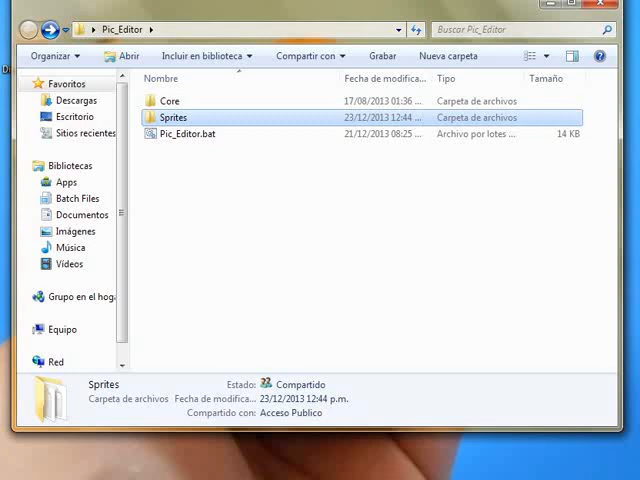 Pic_Editor
Buscar Pic_Editor
Organizar Abrir Incluir en biblioteca Compartir con Grabar Nueva carpeta
Nombre Fecha de modifica... Tipo Tamaño
Core 17/08/2013 01:36 ... Carpeta de archivos
Sprites 23/12/2013 12:44 ... Carpeta de archivos
Pic_Editor.bat 21/12/2013 08:25 ... Archivo por lotes ... 14 KB
Favoritos
Descargas
Escritorio
Sitios recientes
Bibliotecas
Apps
Batch Files
Documentos
Imágenes
Música
Vídeos
Grupo en el hog
Equipo
Red
Sprites Estado: Compartido
Carpeta de archivos Fecha de modifica... 23/12/2013 12:44 p.m.
Compartido con: Acceso Publico